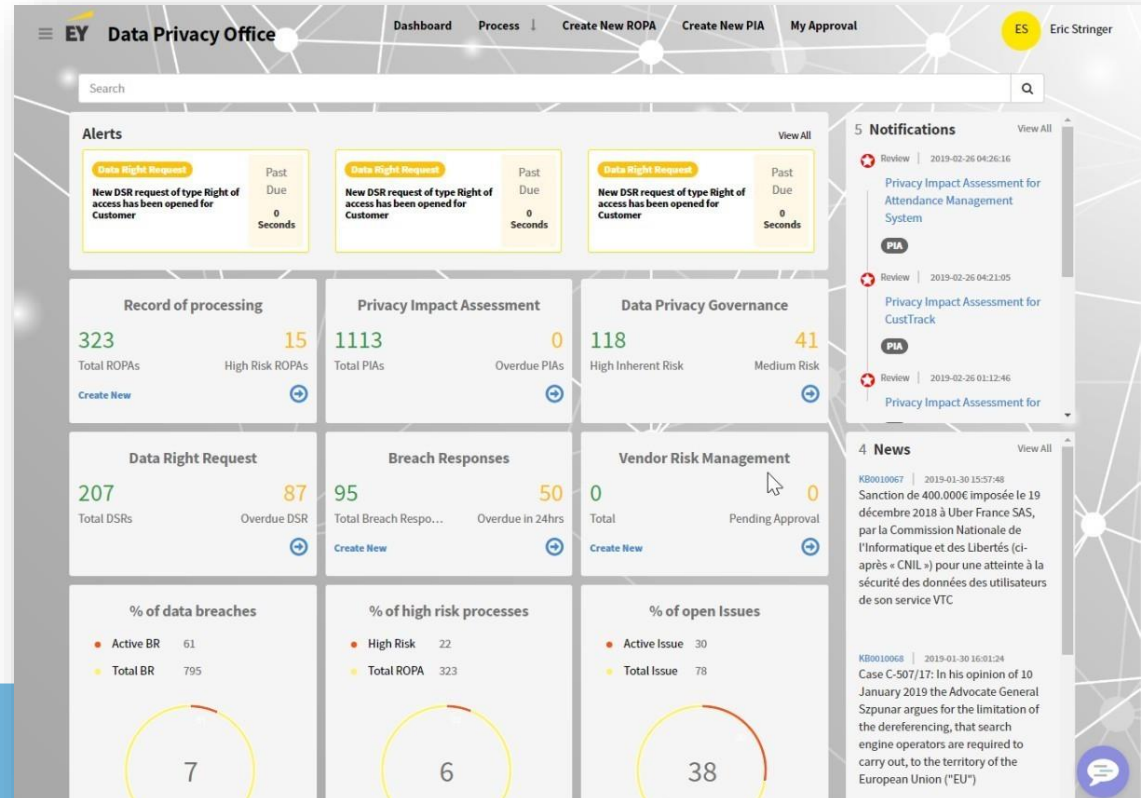 EY Data Privacy Office
Dashboard Process ↓ Create New ROPA Create New PIA My Approval
ES Eric Stringer
Search
Alerts
View All
Data Right Request
New DSR request of type Right of
access has been opened for
Customer
Past
Due
0
Seconds
Data Right Request
New DSR request of type Right of
access has been opened for
Customer
Past
Due
0
Seconds
Data Right Request
New DSR request of type Right of
access has been opened for
Customer
Past
Due
0
Seconds
Record of processing
323 15
Total ROPAs High Risk ROPAs
Create New
Privacy Impact Assessment
1113 0
Total PIAs Overdue PIAs
Data Privacy Governance
118 41
High Inherent Risk Medium Risk
Data Right Request
207 87
Total DSRs Overdue DSR
Breach Responses
95 50
Total Breach Respo... Overdue in 24hrs
Create New
Vendor Risk Management
0 0
Total Pending Approval
Create New
% of data breaches
Active BR 61
Total BR 795
7
% of high risk processes
High Risk 22
Total ROPA 323
6
% of open Issues
Active Issue 30
Total Issue 78
38
5 Notifications View All
Review | 2019-02-26 04:26:16
Privacy Impact Assessment for
Attendance Management
System
PIA
Review | 2019-02-26 04:21:05
Privacy Impact Assessment for
CustTrack
PIA
Review | 2019-02-26 01:12:46
Privacy Impact Assessment for
4 News View All
KB0010067 | 2019-01-30 15:57:48
Sanction de 400.000€ imposée le 19
décembre 2018 à Uber France SAS,
par la Commission Nationale de
l'Informatique et des Libertés (ci-
après « CNIL ») pour une atteinte à la
sécurité des données des utilisateurs
de son service VTC
KB0010068 | 2019-01-30 16:01:24
Case C-507/17: In his opinion of 10
January 2019 the Advocate General
Szpunar argues for the limitation of
the dereferencing, that search
engine operators are required to
carry out, to the territory of the
European Union ("EU")